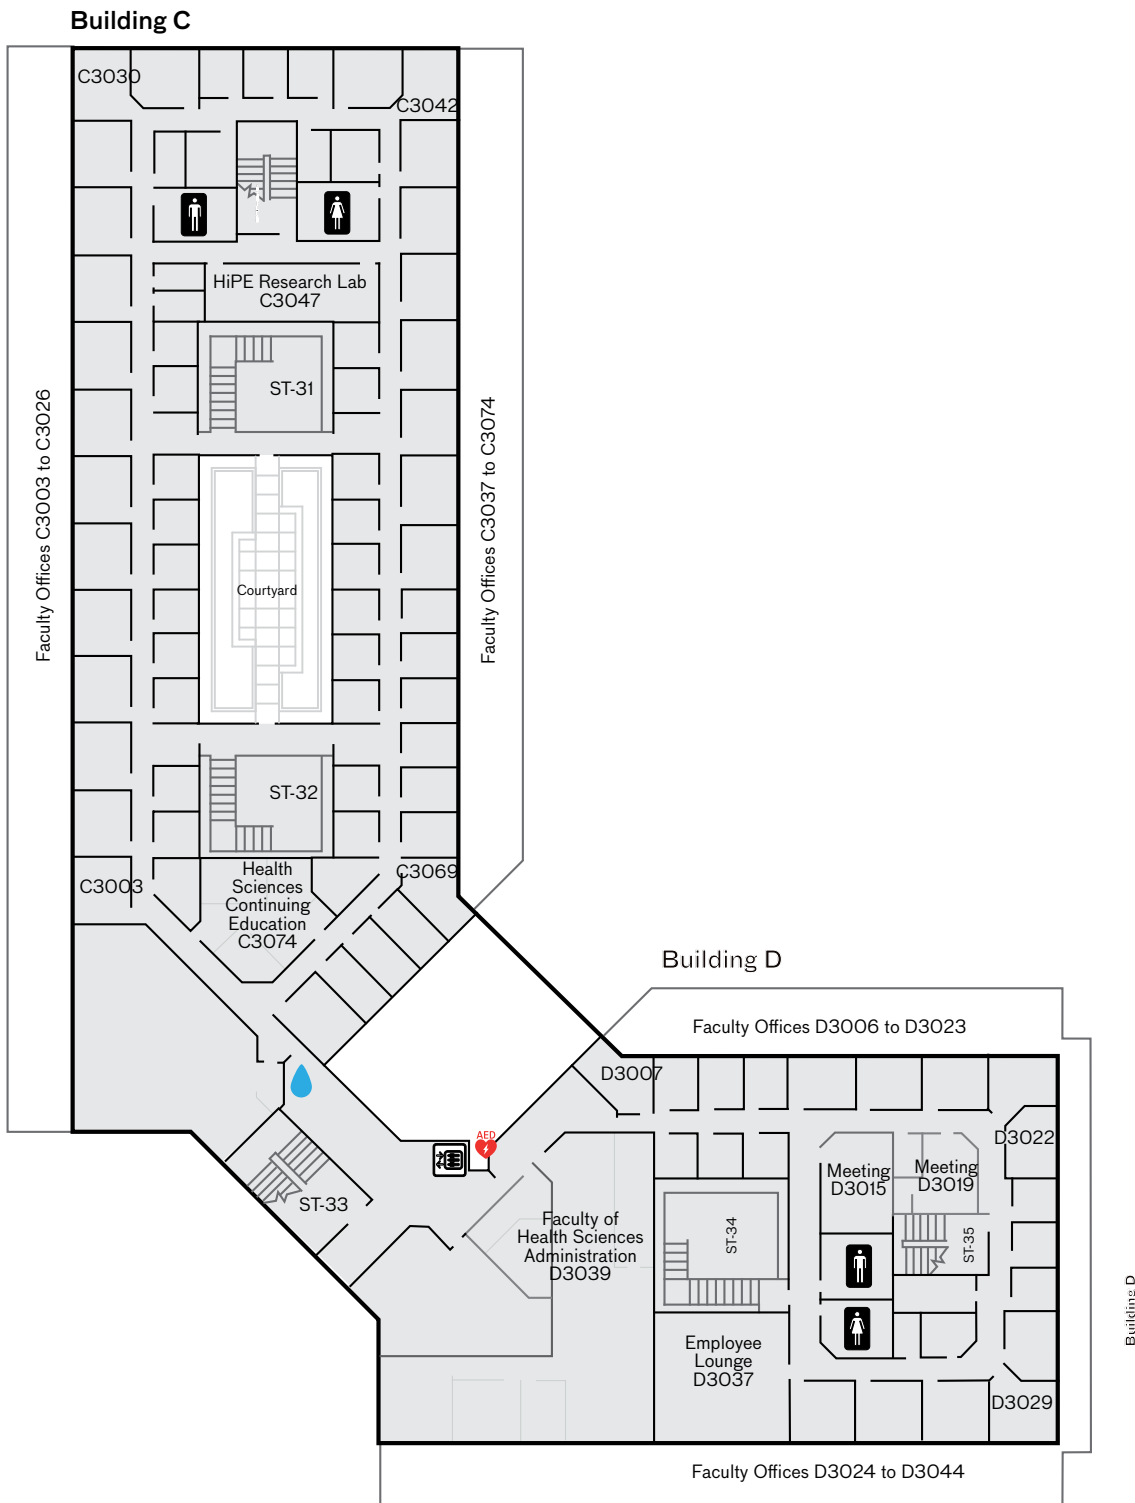 Building C
C3030
C3042
HiPE Research Lab
C3047
ST-31
Faculty Offices C3003 to C3026
Faculty Offices C3037 to C3074
Courtyard
ST-32
C3003
Health
Sciences
Continuing
Education
C3074
C3069
Building D
Faculty Offices D3006 to D3023
D3007
AED
D3022
Meeting
D3015
Meeting
D3019
ST-33
Faculty of
Health Sciences
Administration
D3039
ST-34
ST-35
Building D
Employee
Lounge
D3037
D3029
Faculty Offices D3024 to D3044